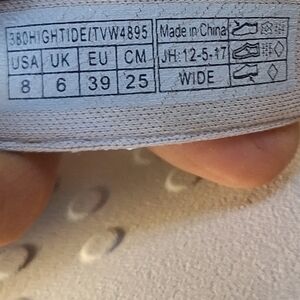 380HIGHTIDE/TVW4895
USA UK EU CM
8 6 39 25
Made in China
JH:12-5-17
WIDE